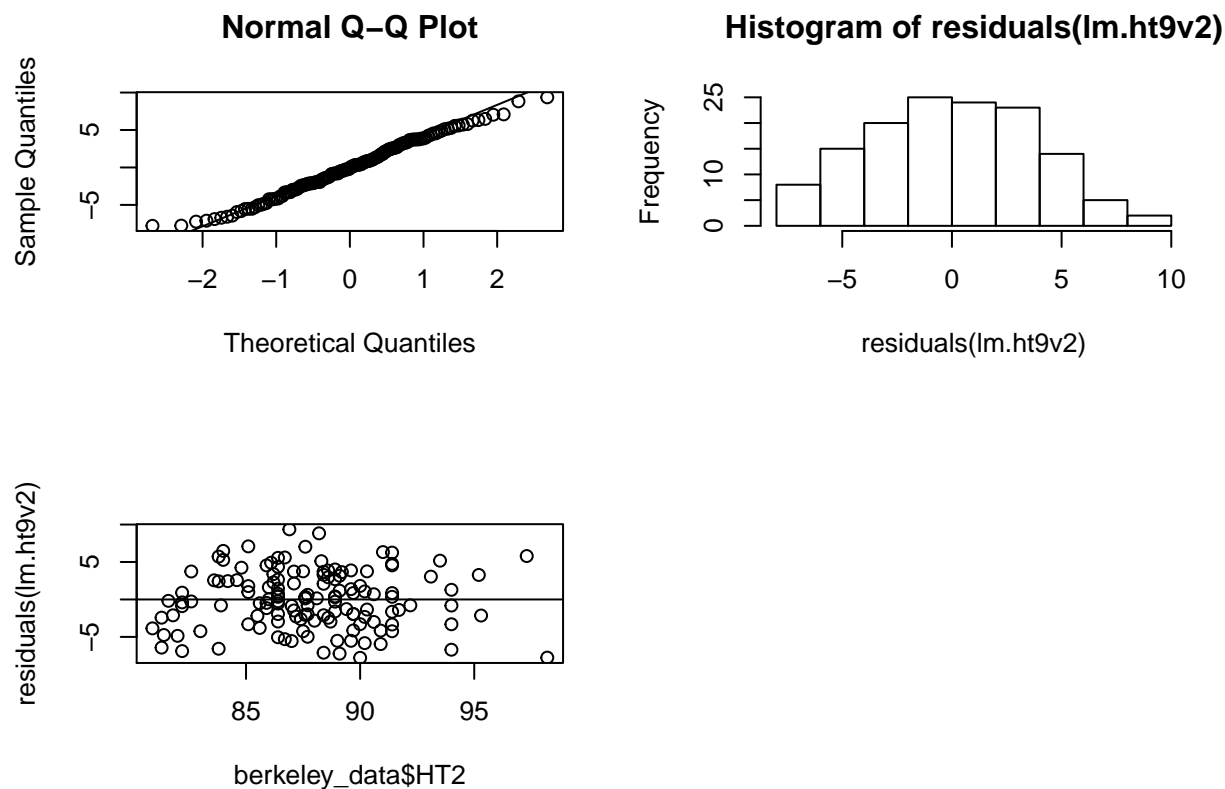 Normal Q−Q Plot
Sample Quantiles
5
−5
−2 −1 0 1 2
Theoretical Quantiles
Histogram of residuals(lm.ht9v2)
Frequency
25
10
0
−5 0 5 10
residuals(lm.ht9v2)
residuals(lm.ht9v2)
5
−5
85 90 95
berkeley_data$HT2